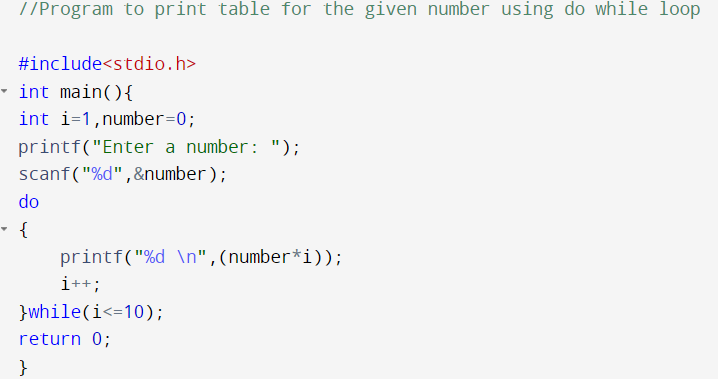 //Program to print table for the given number using do while loop
#include<stdio.h>
int main(){
int i=1,number=0;
printf("Enter a number: ");
scanf("%d",&number);
do
{
printf("%d \n",(number*i));
i++;
}while(i<=10);
return 0;
}